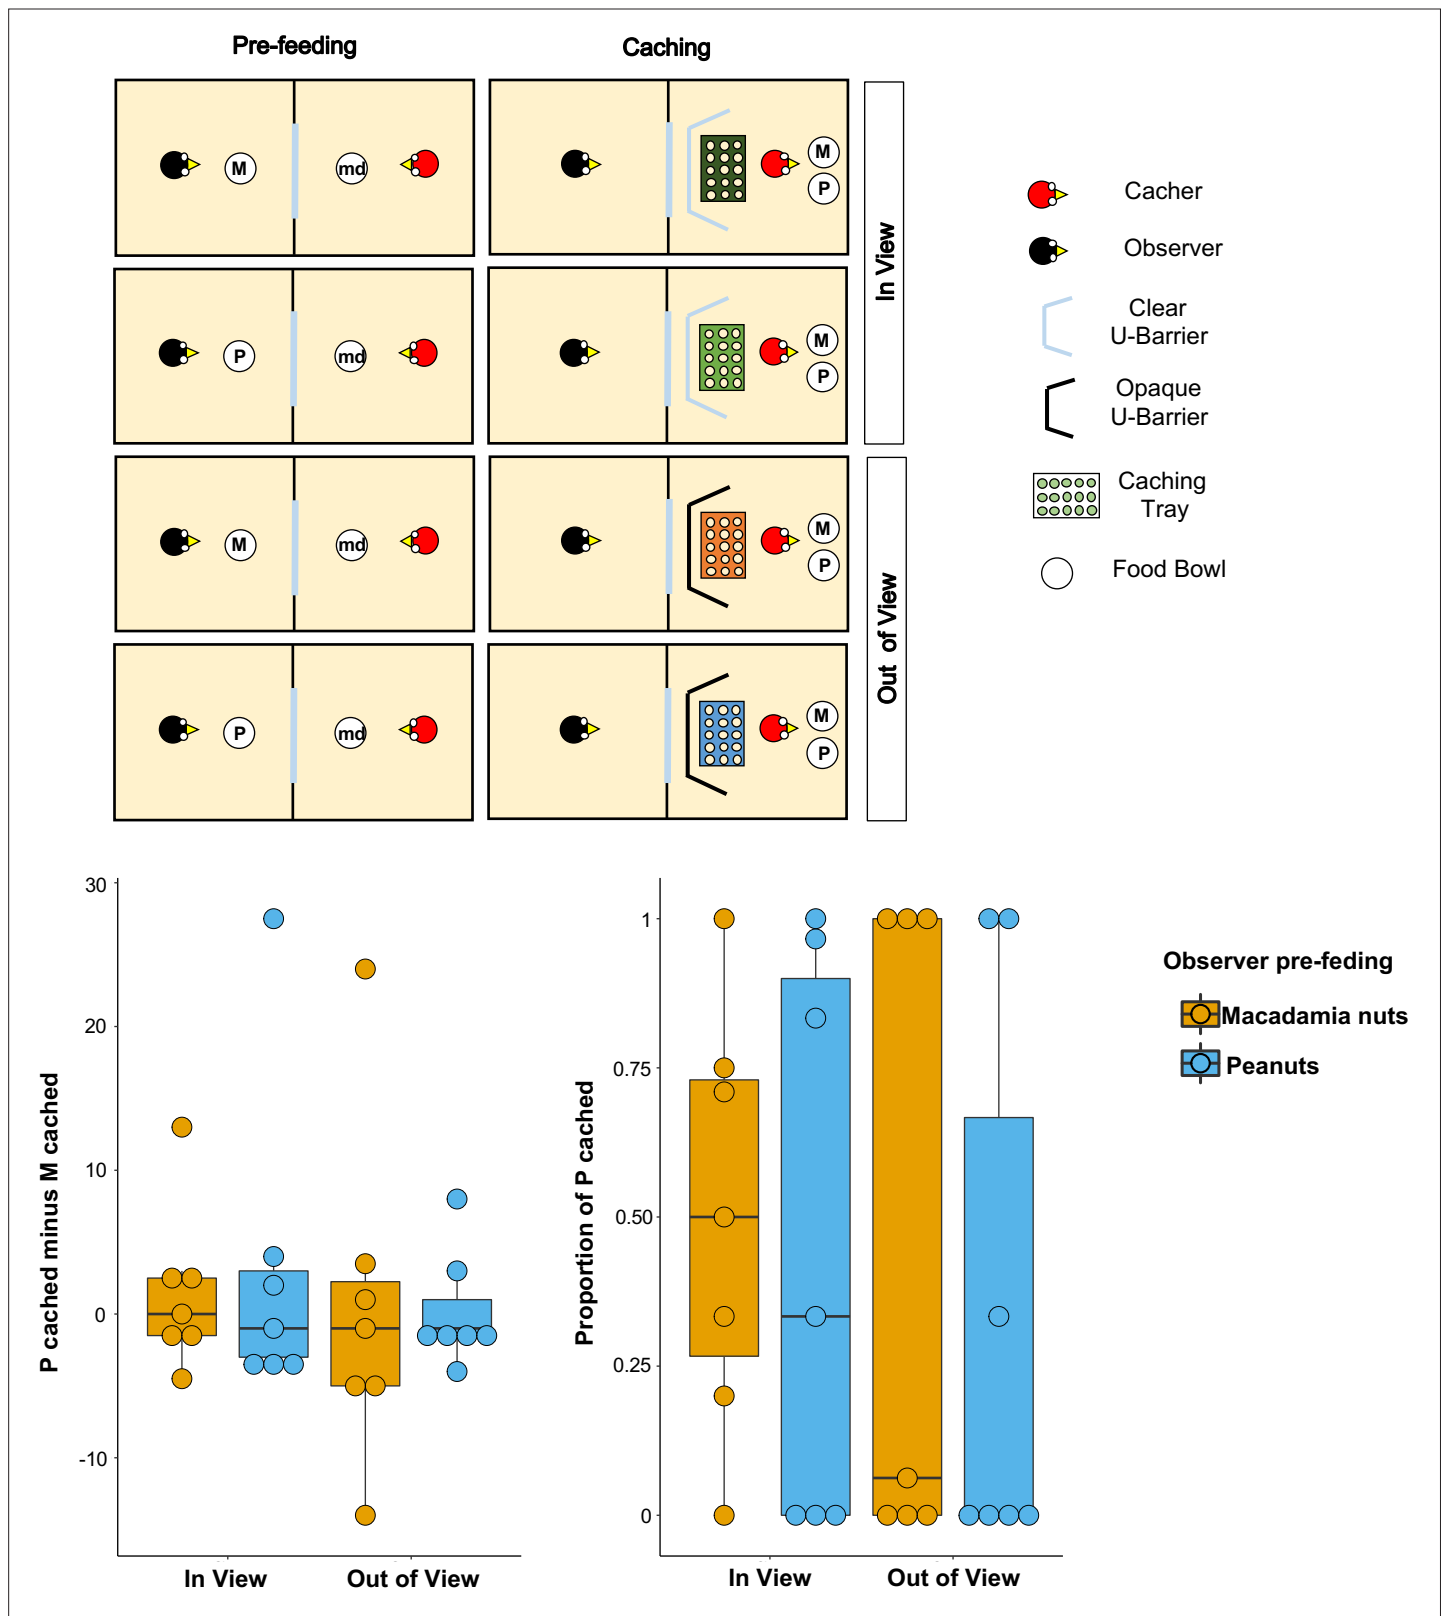 Pre-feeding
Caching
M
md
M
P
P
md
M
P
In View
M
md
M
P
P
md
M
P
Out of View
Cacher
Observer
Clear
U-Barrier
Opaque
U-Barrier
Caching
Tray
Food Bowl
P cached minus M cached
30
20
10
0
-10
In View
Out of View
Proportion of P cached
1
0.75
0.50
0.25
0
In View
Out of View
Observer pre-feding
Macadamia nuts
Peanuts